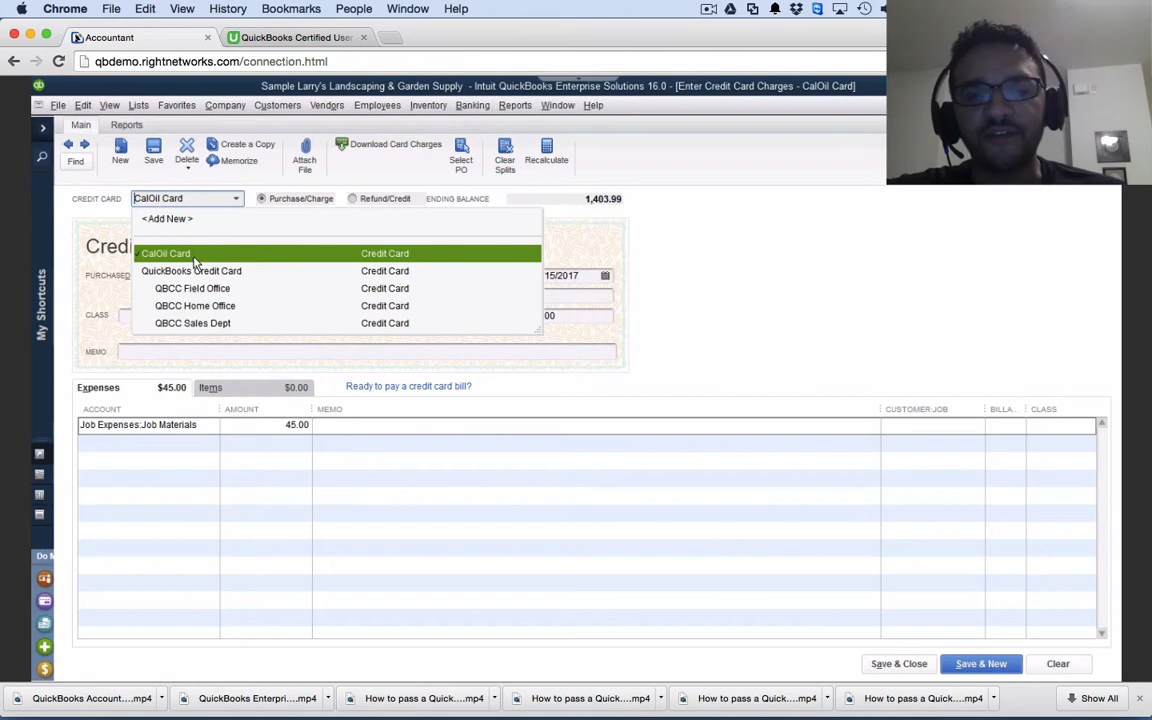 Chrome File Edit View History Bookmarks People Window Help
Accountant × QuickBooks Certified Use ×
qbdemo.rightnetworks.com/connection.html
Sample Larry's Landscaping & Garden Supply - Intuit QuickBooks Enterprise Solutions 16.0 - [Enter Credit Card Charges - CalOil Card]
File Edit View Lists Favorites Company Customers Vendors Employees Inventory Banking Reports Window Help
Main Reports
Find New Save Delete Create a Copy Memorize Attach File Download Card Charges Select PO Clear Splits Recalculate
CREDIT CARD CalOil Card Purchase/Charge Refund/Credit ENDING BALANCE 1,403.99
< Add New >
Credi
CalOil Card Credit Card
QuickBooks Credit Card Credit Card
PURCHASED 15/2017
QBCC Field Office Credit Card
QBCC Home Office Credit Card
CLASS 00
QBCC Sales Dept Credit Card
MEMO
My Shortcuts
Expenses $45.00 Items $0.00 Ready to pay a credit card bill?
ACCOUNT AMOUNT MEMO CUSTOMER:JOB BILLA... CLASS
Job Expenses:Job Materials 45.00
Do M
Save & Close Save & New Clear
QuickBooks Account....mp4 QuickBooks Enterpri....mp4 How to pass a Quick....mp4 How to pass a Quick....mp4 How to pass a Quick....mp4 How to pass a Quick....mp4 Show All ×